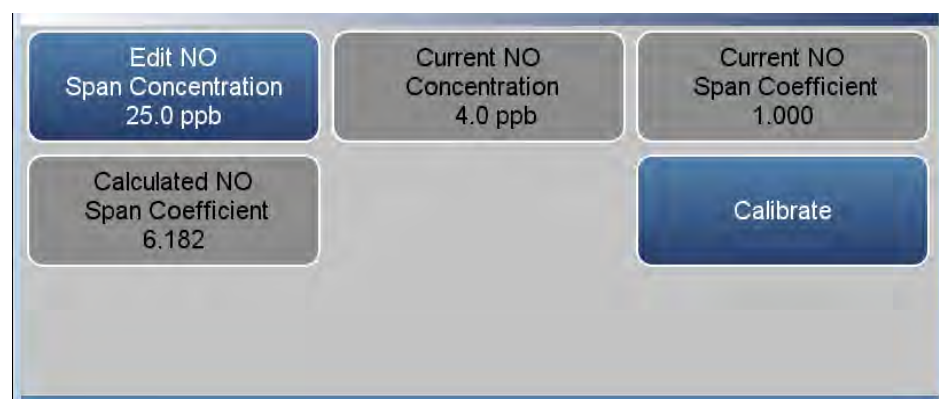 Edit NO
Span Concentration
25.0 ppb
Current NO
Concentration
4.0 ppb
Current NO
Span Coefficient
1.000
Calculated NO
Span Coefficient
6.182
Calibrate